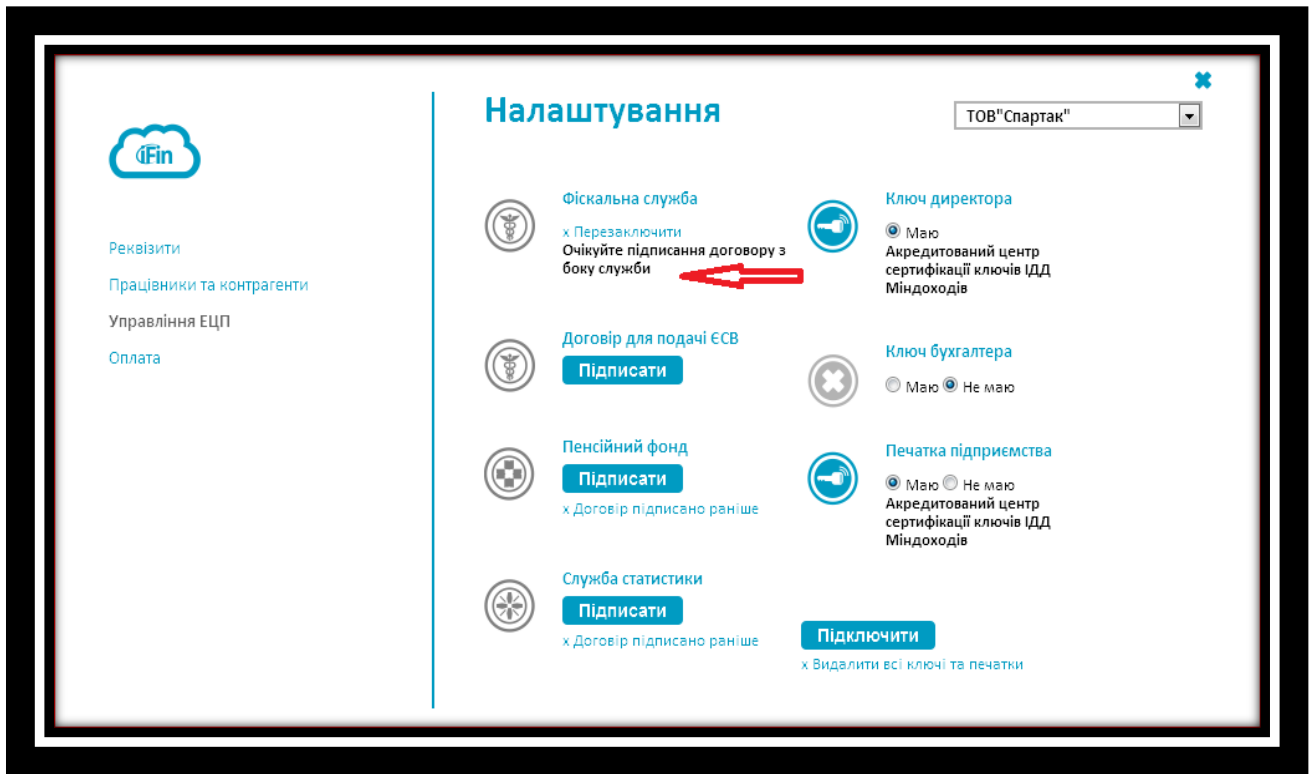 Налаштування
ТОВ"Спартак"
iFin
Реквізити
Працівники та контрагенти
Управління ЕЦП
Оплата
Фіскальна служба
х Перезаключити
Очікуйте підписання договору з
боку служби
Договір для подачі ЄСВ
Підписати
Пенсійний фонд
Підписати
х Договір підписано раніше
Служба статистики
Підписати
х Договір підписано раніше
Ключ директора
Маю
Акредитований центр
сертифікації ключів ІДД
Міндоходів
Ключ бухгалтера
Маю Не маю
Печатка підприємства
Маю Не маю
Акредитований центр
сертифікації ключів ІДД
Міндоходів
Підключити
х Видалити всі ключі та печатки